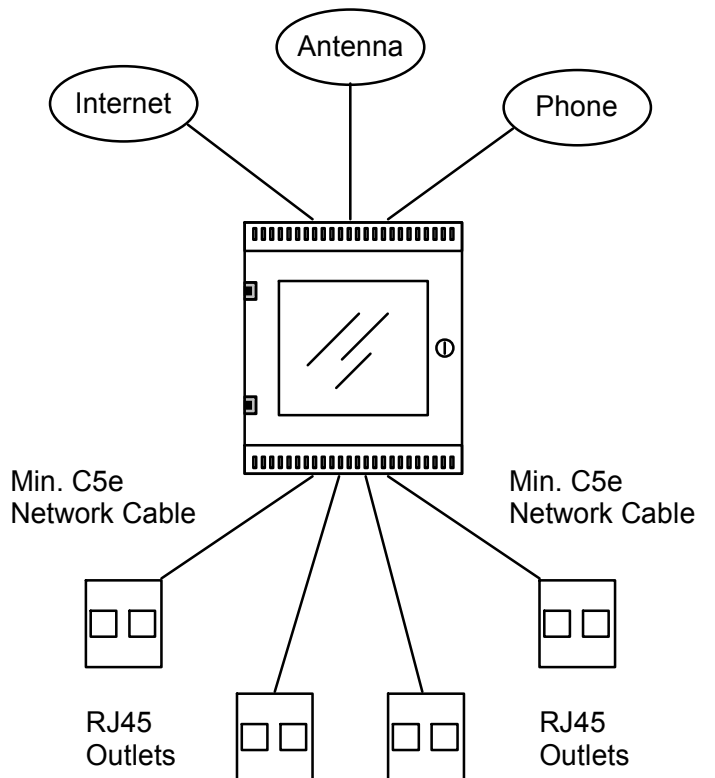 Antenna
Internet
Phone
Min. C5e
Network Cable
Min. C5e
Network Cable
RJ45
Outlets
RJ45
Outlets